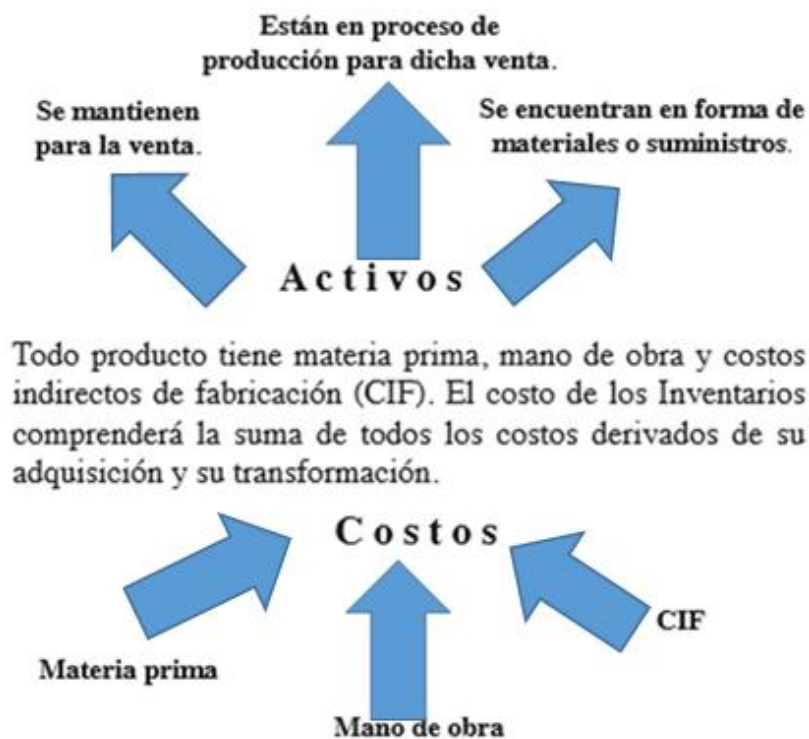 Están en proceso de
producción para dicha venta.
Se mantienen
para la venta.
Se encuentran en forma de
materiales o suministros.
Activos
Todo producto tiene materia prima, mano de obra y costos
indirectos de fabricación (CIF). El costo de los Inventarios
comprenderá la suma de todos los costos derivados de su
adquisición y su transformación.
Costos
CIF
Materia prima
Mano de obra